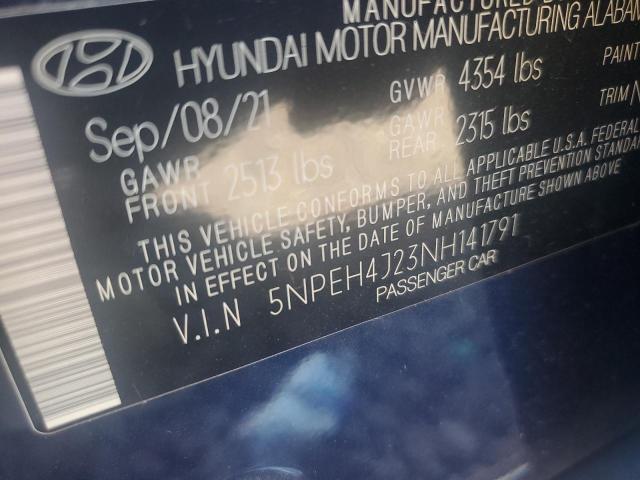 MANUFACTURED B
HYUNDAI MOTOR MANUFACTURING ALABAM
Sep/08/21 GVWR 4354 lbs PAINT
GAWR FRONT 2513 lbs GAWR REAR 2315 lbs TRIM N
THIS VEHICLE CONFORMS TO ALL APPLICABLE U.S.A. FEDERAL
MOTOR VEHICLE SAFETY, BUMPER, AND THEFT PREVENTION STANDA
IN EFFECT ON THE DATE OF MANUFACTURE SHOWN ABOVE
V.I.N 5NPEH4J23NH141791
PASSENGER CAR